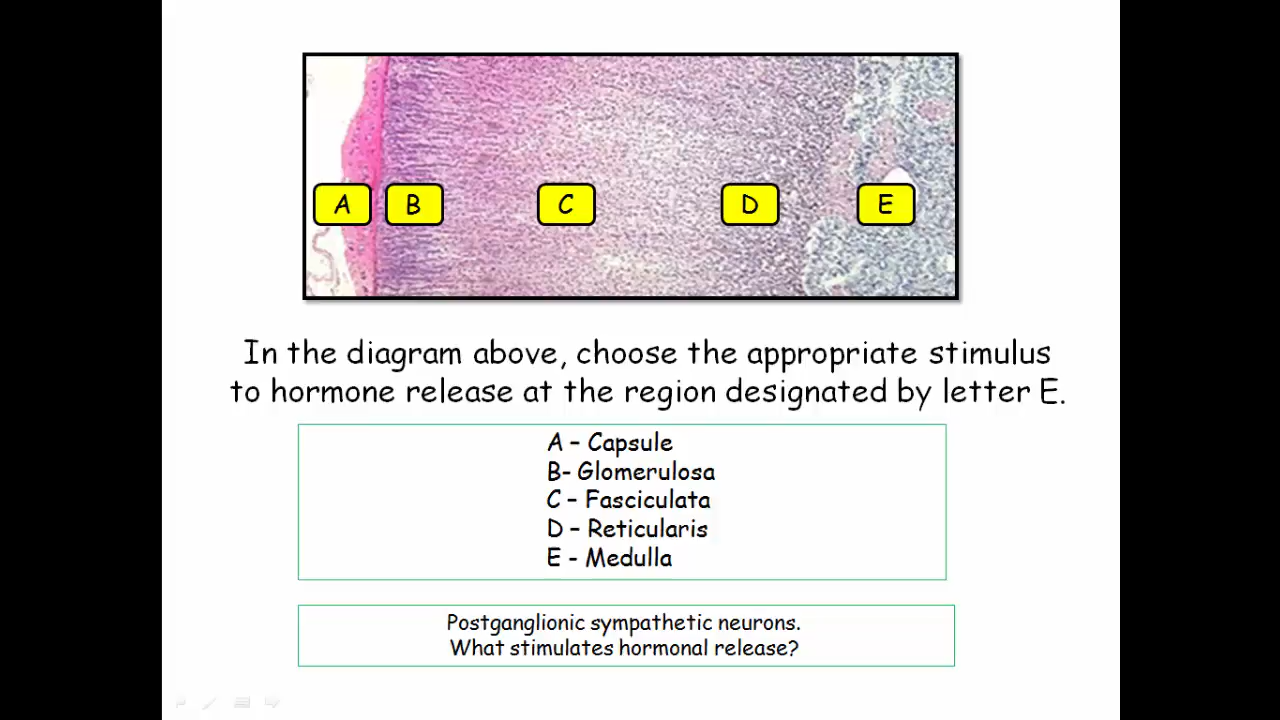 A B C D E
In the diagram above, choose the appropriate stimulus
to hormone release at the region designated by letter E.
A – Capsule
B- Glomerulosa
C – Fasciculata
D – Reticularis
E - Medulla
Postganglionic sympathetic neurons.
What stimulates hormonal release?